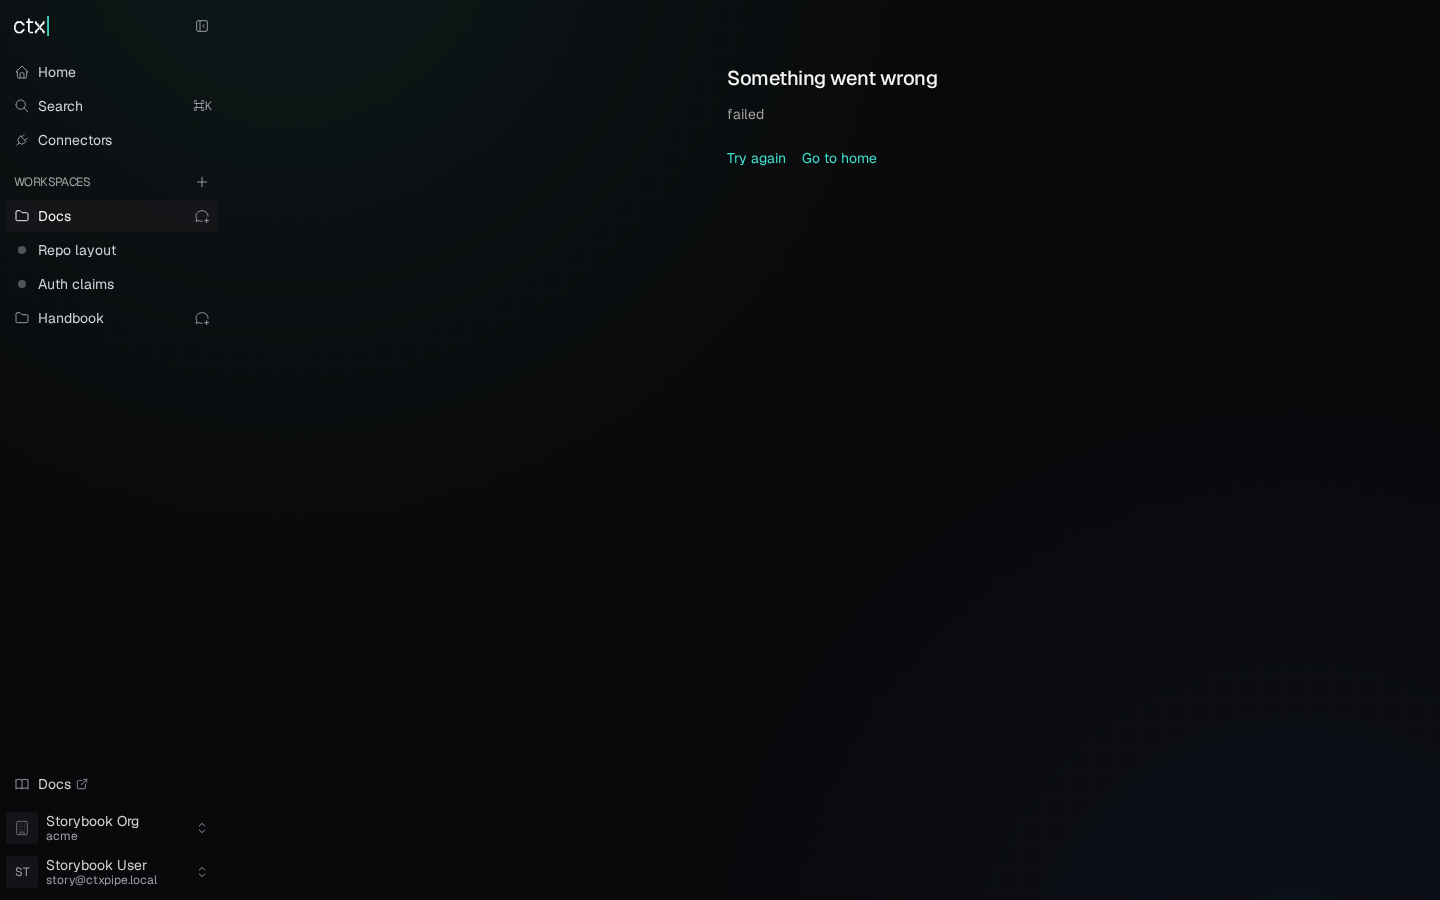 ctx
Home
Search ⌘K
Connectors
WORKSPACES
Docs
Repo layout
Auth claims
Handbook
Something went wrong
failed
Try again Go to home
Docs
Storybook Org
acme
ST
Storybook User
story@ctxpipe.local